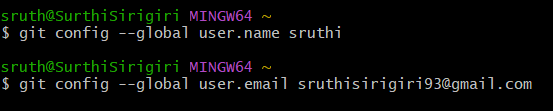 sruth@SurthiSirigiri MINGW64 ~
$ git config --global user.name sruthi
sruth@SurthiSirigiri MINGW64 ~
$ git config --global user.email sruthisirigiri93@gmail.com